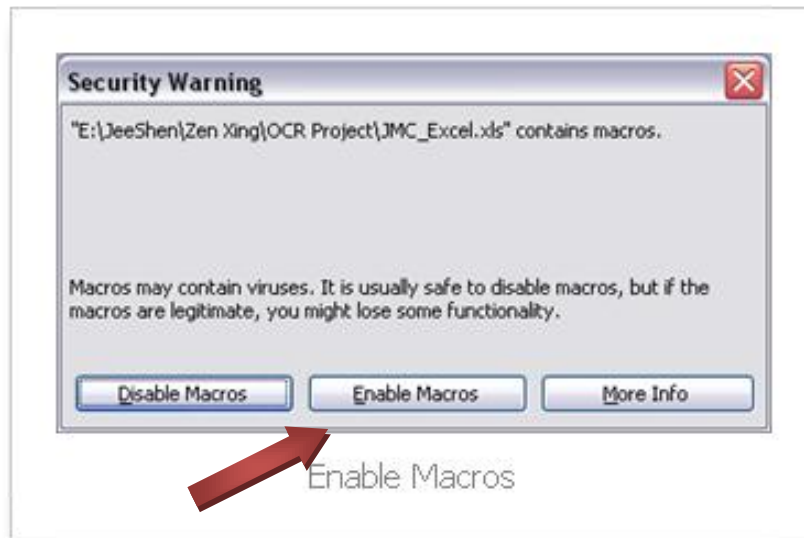 Security Warning
"E:\JeeShen\Zen Xing\OCR Project\JMC_Excel.xls" contains macros.
Macros may contain viruses. It is usually safe to disable macros, but if the
macros are legitimate, you might lose some functionality.
Disable Macros
Enable Macros
More Info
Enable Macros